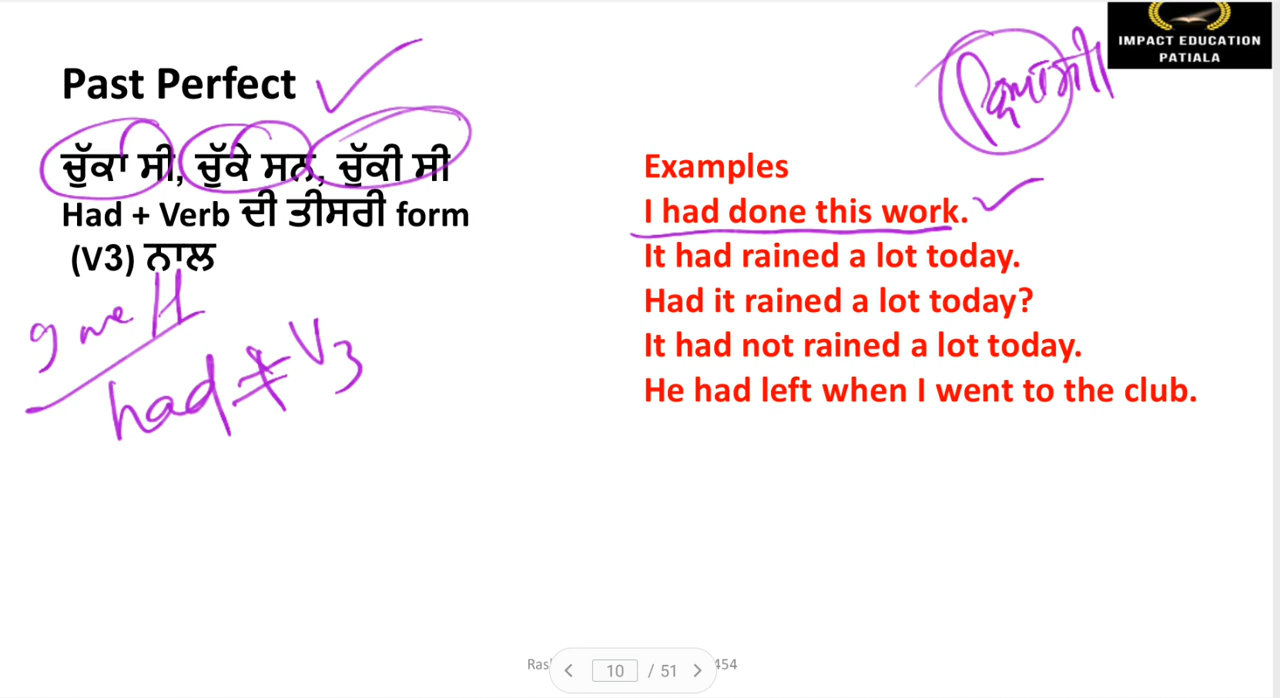 IMPACT EDUCATION
PATIALA
Past Perfect
ਚੁੱਕਾ ਸੀ, ਚੁੱਕੇ ਸਨ, ਚੁੱਕੀ ਸੀ
Had + Verb ਦੀ ਤੀਸਰੀ form
(V3) ਨਾਲ
had + V3
Examples
I had done this work.
It had rained a lot today.
Had it rained a lot today?
It had not rained a lot today.
He had left when I went to the club.
10 / 51
454